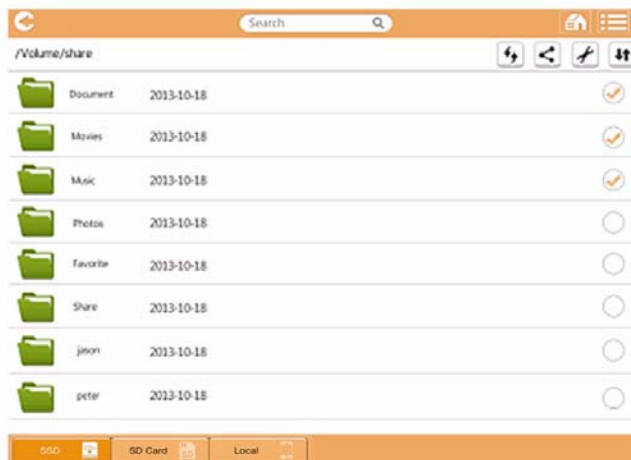 Search
/Volume/share
Document 2013-10-18
Movies 2013-10-18
Music 2013-10-18
Photos 2013-10-18
Favorite 2013-10-18
Share 2013-10-18
jason 2013-10-18
peter 2013-10-18
SSD SD Card Local